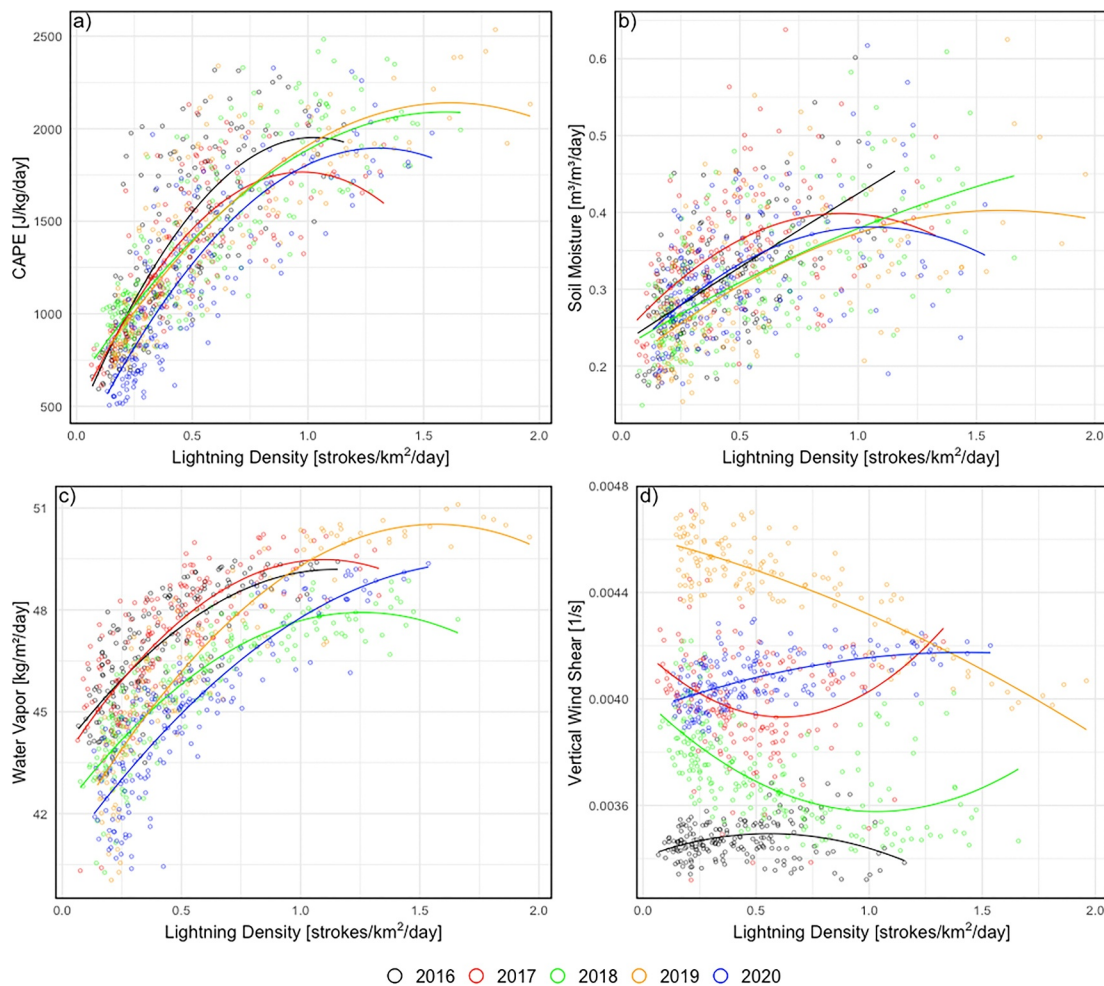 a)
2500
2000
1500
1000
500
CAPE [J/kg/day]
0.0 0.5 1.0 1.5 2.0
Lightning Density [strokes/km²/day]
b)
0.6
0.5
0.4
0.3
0.2
Soil Moisture [m³/m³/day]
0.0 0.5 1.0 1.5 2.0
Lightning Density [strokes/km²/day]
c)
51
48
45
42
Water Vapor [kg/m²/day]
0.0 0.5 1.0 1.5 2.0
Lightning Density [strokes/km²/day]
d)
0.0048
0.0044
0.0040
0.0036
Vertical Wind Shear [1/s]
0.0 0.5 1.0 1.5 2.0
Lightning Density [strokes/km²/day]
2016 2017 2018 2019 2020